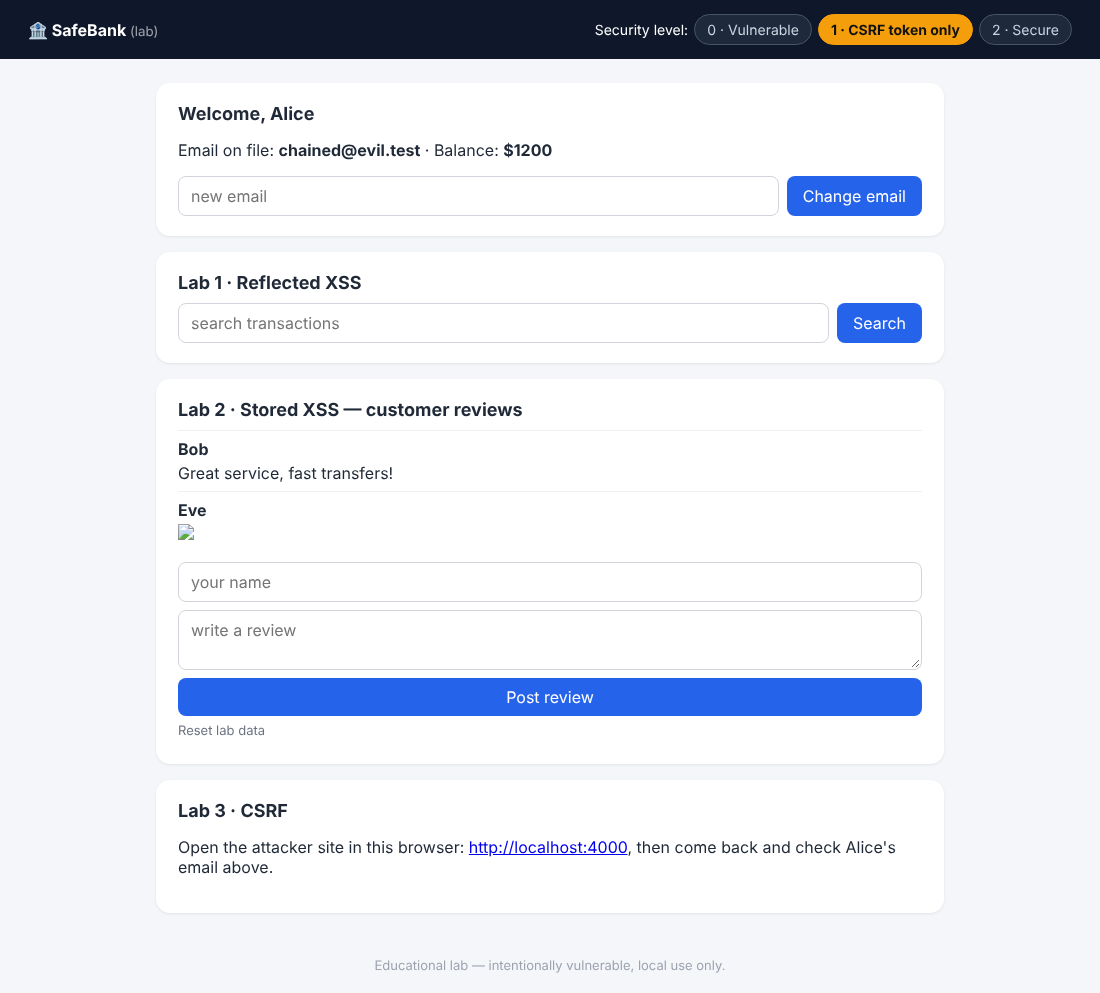 🏦 SafeBank (lab)
Security level: 0 · Vulnerable 1 · CSRF token only 2 · Secure
Welcome, Alice
Email on file: chained@evil.test · Balance: $1200
new email Change email
Lab 1 · Reflected XSS
search transactions Search
Lab 2 · Stored XSS — customer reviews
Bob
Great service, fast transfers!
Eve
your name
write a review
Post review
Reset lab data
Lab 3 · CSRF
Open the attacker site in this browser: http://localhost:4000, then come back and check Alice's
email above.
Educational lab — intentionally vulnerable, local use only.